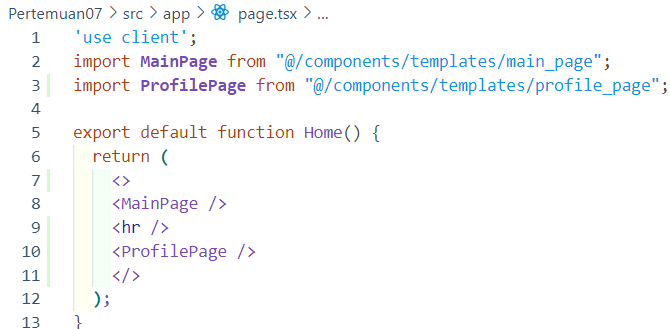 Pertemuan07 > src > app > page.tsx > ...
1 'use client';
2 import MainPage from "@/components/templates/main_page";
3 import ProfilePage from "@/components/templates/profile_page";
4
5 export default function Home() {
6 return (
7 <>
8 <MainPage />
9 <hr />
10 <ProfilePage />
11 </>
12 );
13 }